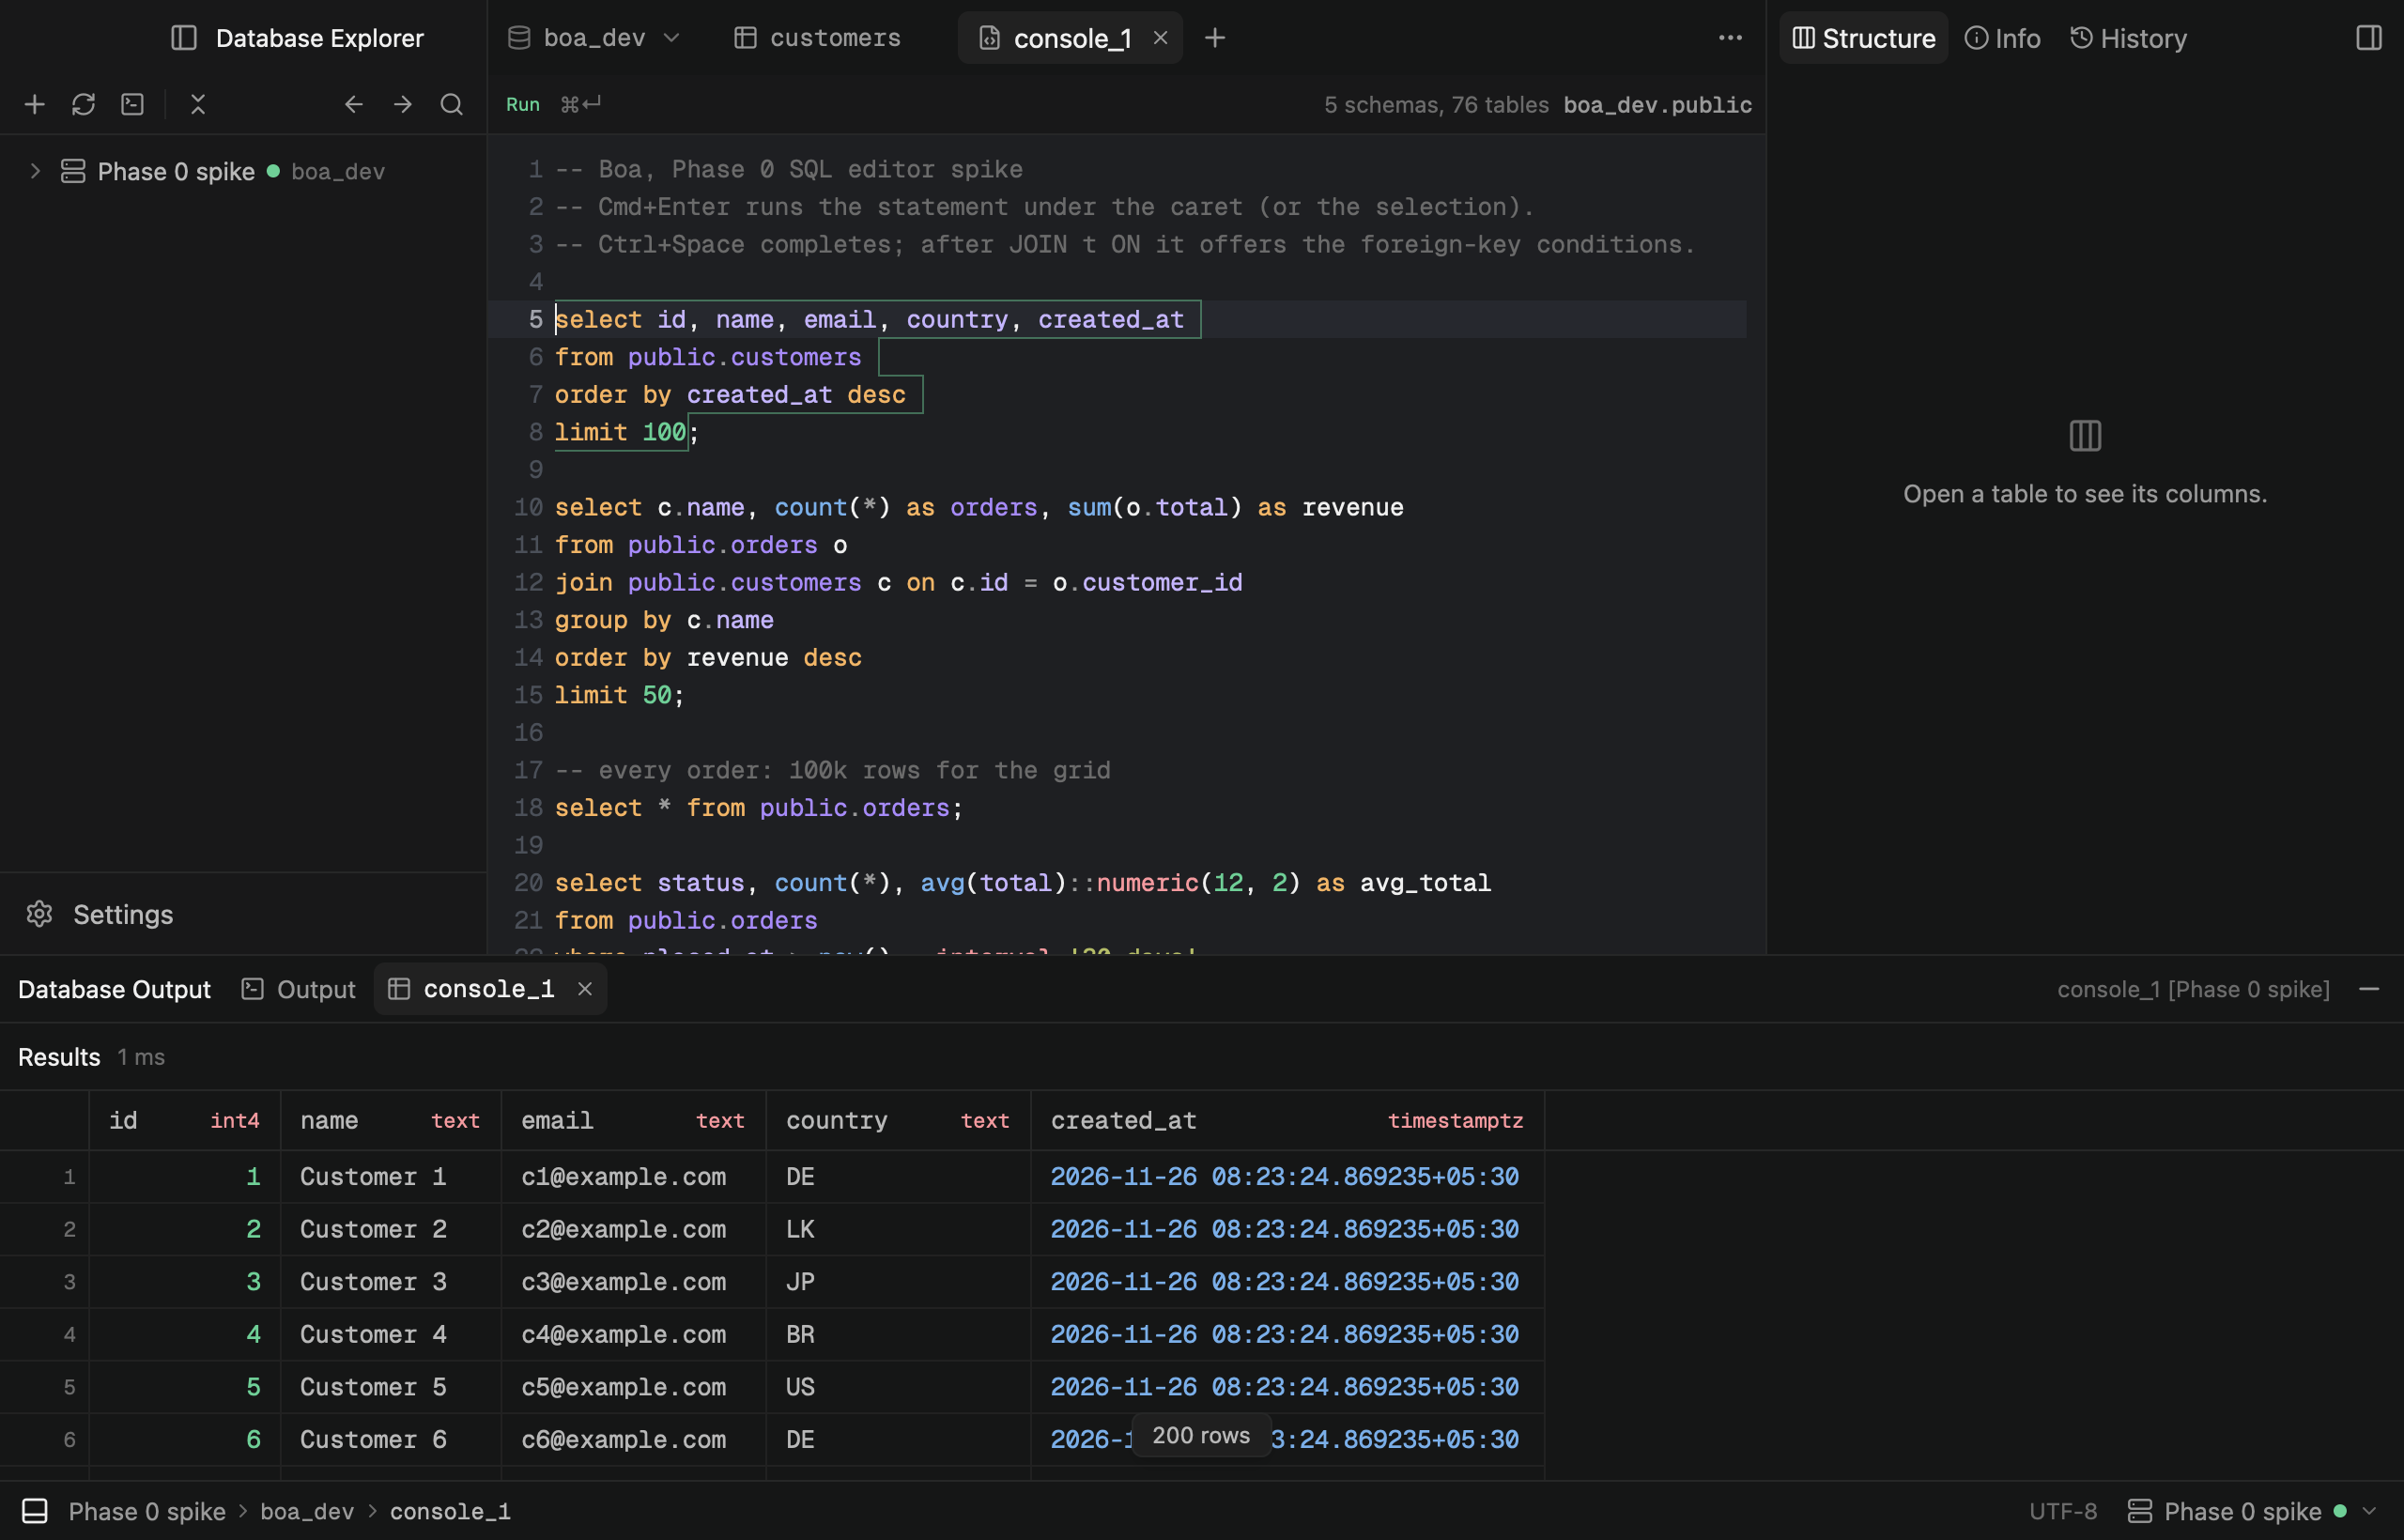 Database Explorer
boa_dev
customers
console_1
Structure
Info
History
Run ⌘↵
5 schemas, 76 tables boa_dev.public
Phase 0 spike boa_dev
1 -- Boa, Phase 0 SQL editor spike
2 -- Cmd+Enter runs the statement under the caret (or the selection).
3 -- Ctrl+Space completes; after JOIN t ON it offers the foreign-key conditions.
4
5 select id, name, email, country, created_at
6 from public.customers
7 order by created_at desc
8 limit 100;
9
10 select c.name, count(*) as orders, sum(o.total) as revenue
11 from public.orders o
12 join public.customers c on c.id = o.customer_id
13 group by c.name
14 order by revenue desc
15 limit 50;
16
17 -- every order: 100k rows for the grid
18 select * from public.orders;
19
20 select status, count(*), avg(total)::numeric(12, 2) as avg_total
21 from public.orders
Open a table to see its columns.
Settings
Database Output
Output
console_1
console_1 [Phase 0 spike]
Results 1 ms
id int4 name text email text country text created_at timestamptz
1 1 Customer 1 c1@example.com DE 2026-11-26 08:23:24.869235+05:30
2 2 Customer 2 c2@example.com LK 2026-11-26 08:23:24.869235+05:30
3 3 Customer 3 c3@example.com JP 2026-11-26 08:23:24.869235+05:30
4 4 Customer 4 c4@example.com BR 2026-11-26 08:23:24.869235+05:30
5 5 Customer 5 c5@example.com US 2026-11-26 08:23:24.869235+05:30
6 6 Customer 6 c6@example.com DE 2026-1 3:24.869235+05:30
200 rows
Phase 0 spike > boa_dev > console_1
UTF-8
Phase 0 spike